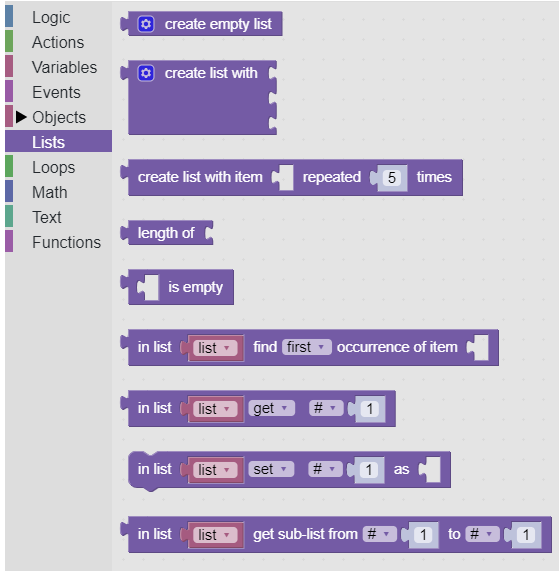 Logic
Actions
Variables
Events
Objects
Lists
Loops
Math
Text
Functions
create empty list
create list with
create list with item repeated 5 times
length of
is empty
in list list find first occurrence of item
in list list get # 1
in list list set # 1 as
in list list get sub-list from # 1 to # 1